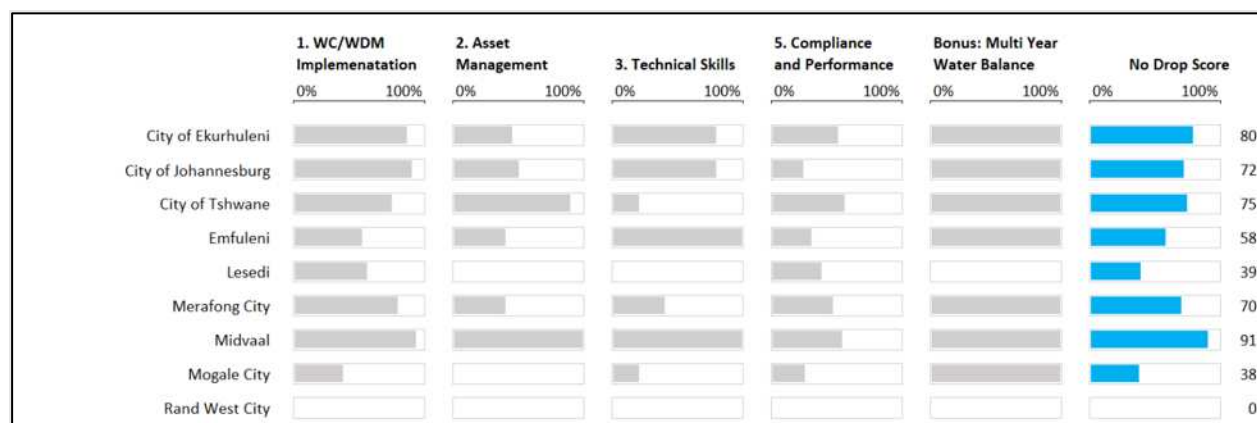 1. WC/WDM
Implemenatation
2. Asset
Management
3. Technical Skills
5. Compliance
and Performance
Bonus: Multi Year
Water Balance
No Drop Score
0% 100% 0% 100% 0% 100% 0% 100% 0% 100% 0% 100%
City of Ekurhuleni 80
City of Johannesburg 72
City of Tshwane 75
Emfuleni 58
Lesedi 39
Merafong City 70
Midvaal 91
Mogale City 38
Rand West City 0